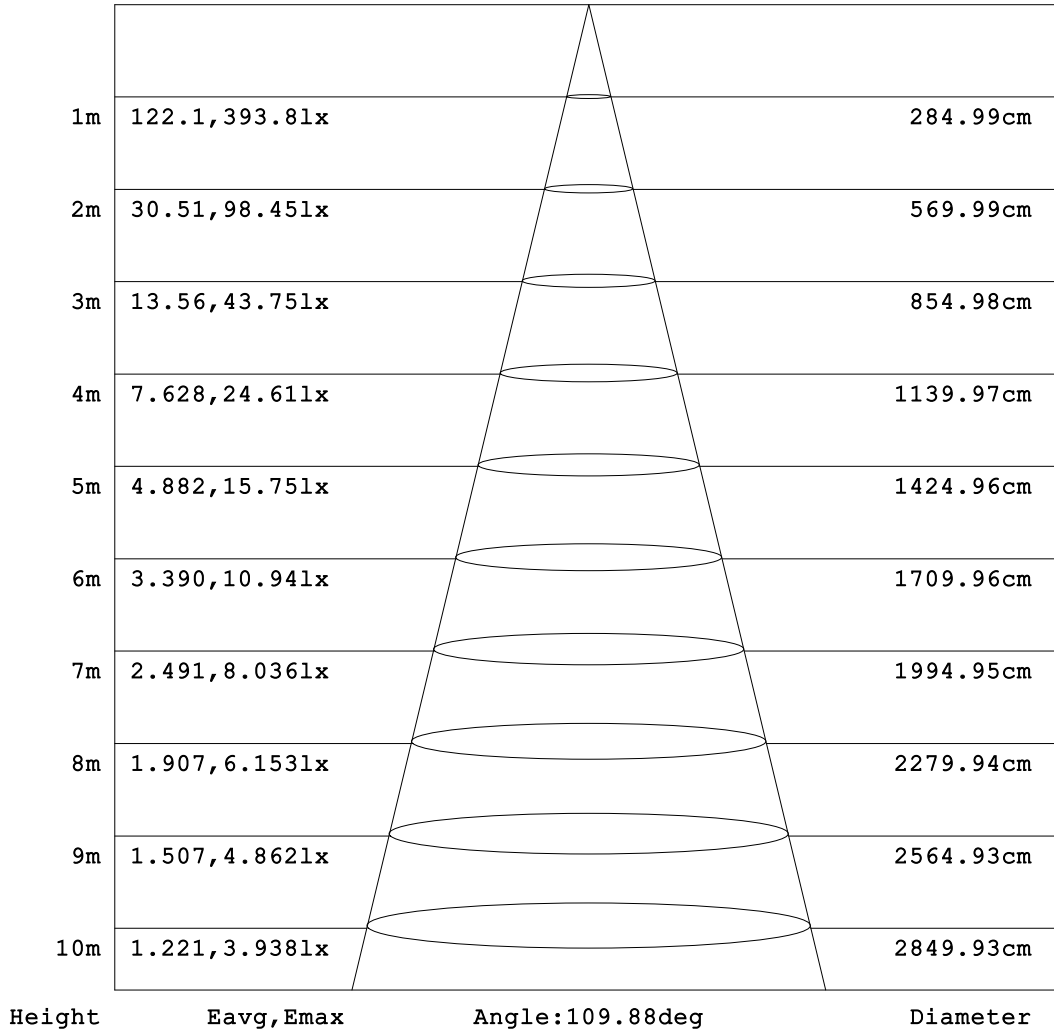 1m 122.1,393.8lx 284.99cm
2m 30.51,98.45lx 569.99cm
3m 13.56,43.75lx 854.98cm
4m 7.628,24.61lx 1139.97cm
5m 4.882,15.75lx 1424.96cm
6m 3.390,10.94lx 1709.96cm
7m 2.491,8.036lx 1994.95cm
8m 1.907,6.153lx 2279.94cm
9m 1.507,4.862lx 2564.93cm
10m 1.221,3.938lx 2849.93cm
Height Eavg,Emax Angle:109.88deg Diameter